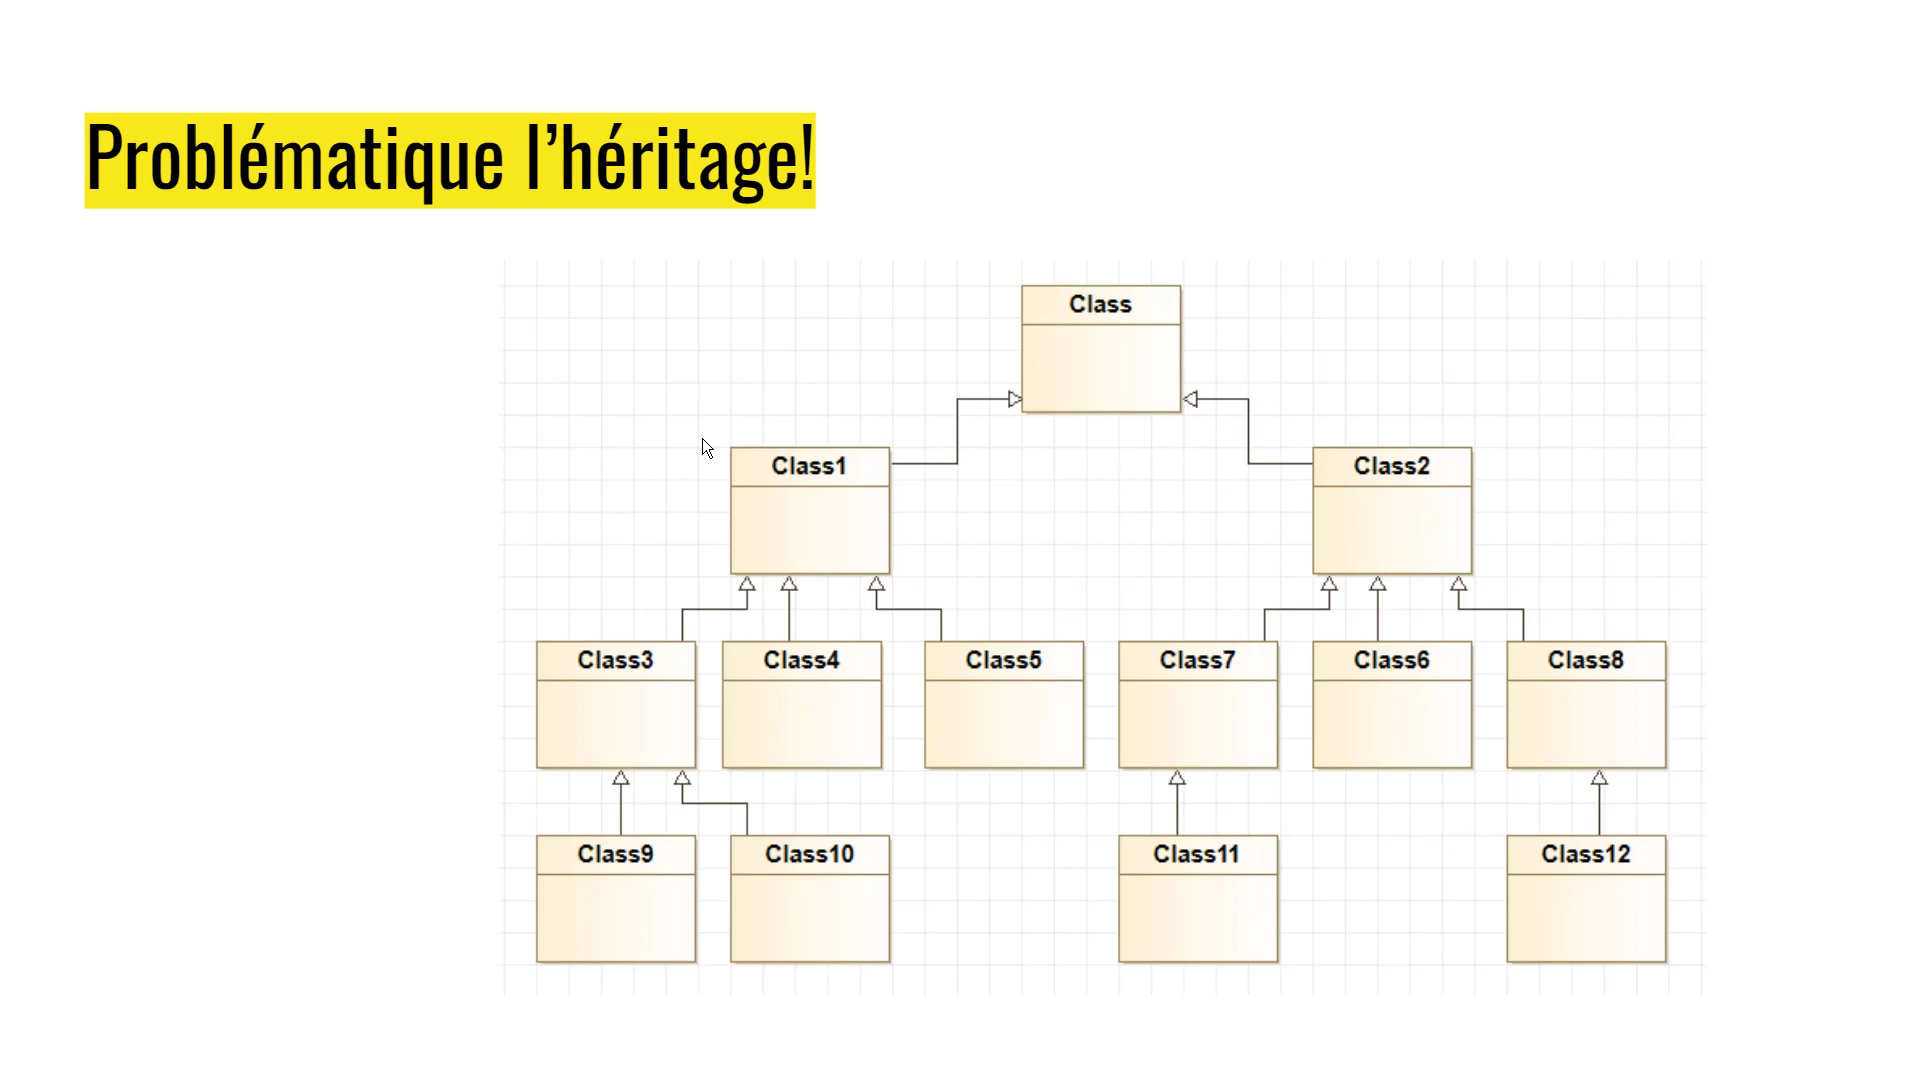 Problématique l’héritage!
Class
Class1
Class2
Class3
Class4
Class5
Class7
Class6
Class8
Class9
Class10
Class11
Class12